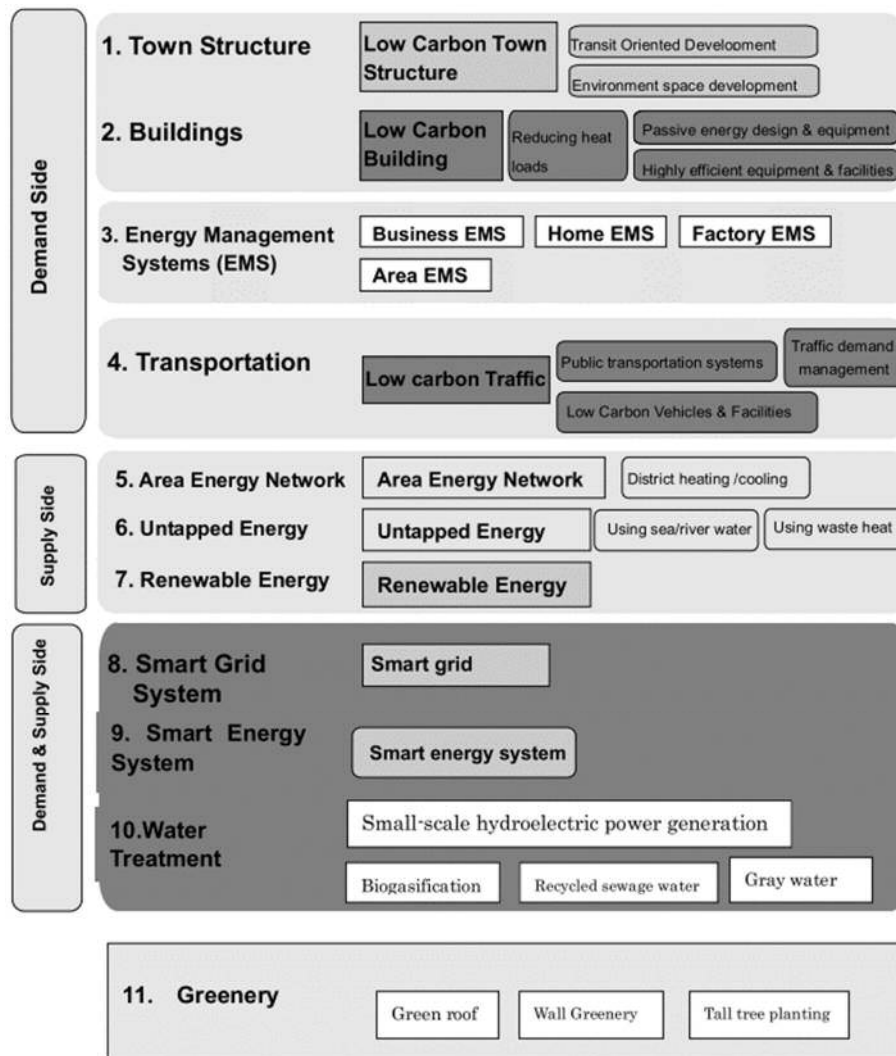 Demand Side
1. Town Structure
Low Carbon Town
Structure
Transit Oriented Development
Environment space development
2. Buildings
Low Carbon
Building
Reducing heat
loads
Passive energy design & equipment
Highly efficient equipment & facilities
3. Energy Management
Systems (EMS)
Business EMS
Home EMS
Factory EMS
Area EMS
4. Transportation
Low carbon Traffic
Public transportation systems
Traffic demand
management
Low Carbon Vehicles & Facilities
Supply Side
5. Area Energy Network
Area Energy Network
District heating /cooling
6. Untapped Energy
Untapped Energy
Using sea/river water
Using waste heat
7. Renewable Energy
Renewable Energy
Demand & Supply Side
8. Smart Grid
System
Smart grid
9. Smart Energy
System
Smart energy system
10.Water
Treatment
Small-scale hydroelectric power generation
Biogasification
Recycled sewage water
Gray water
11. Greenery
Green roof
Wall Greenery
Tall tree planting